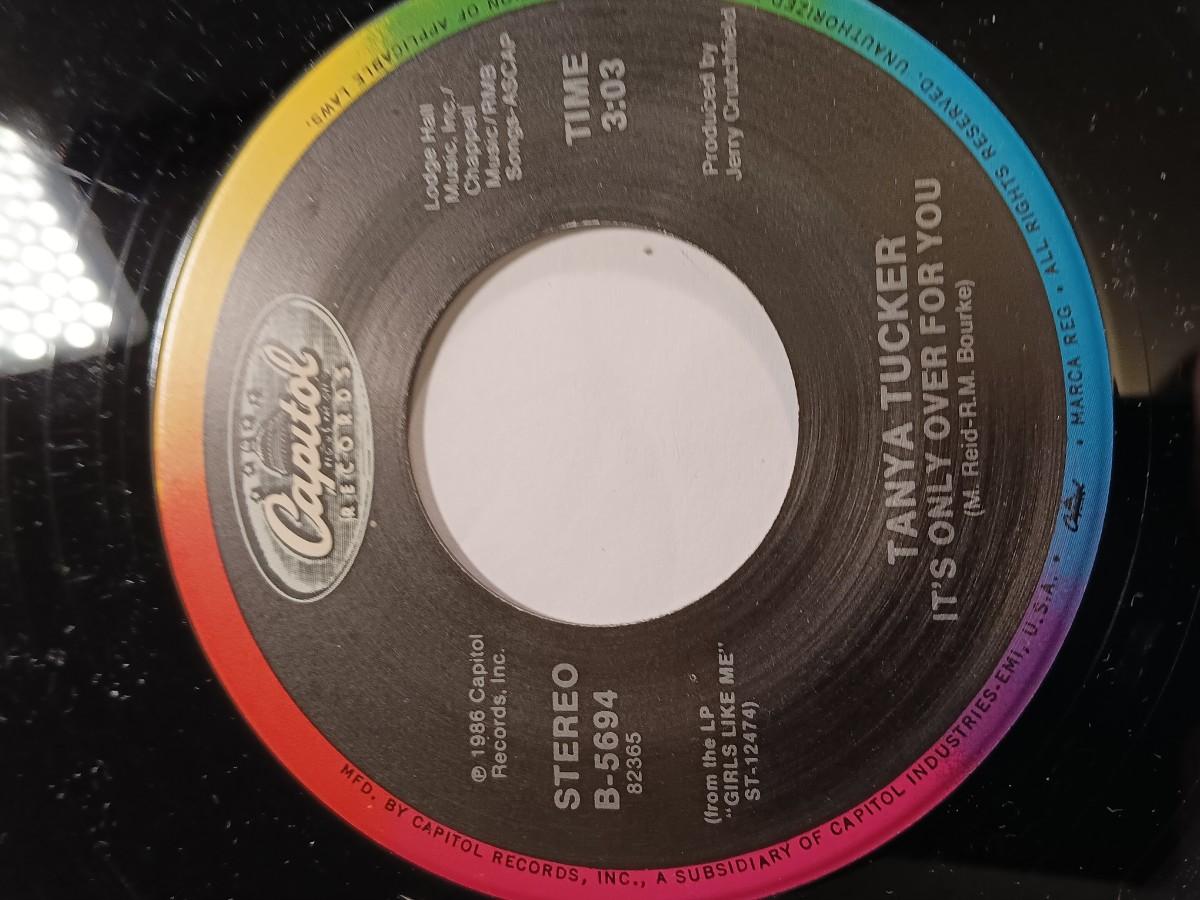 Capitol
RECORDS
℗ 1986 Capitol
Records, Inc.
STEREO
B-5694
82365
(from the LP
"GIRLS LIKE ME"
ST-12474)
Lodge Hall
Music, Inc./
Chappell
Music/RMB
Songs-ASCAP
TIME
3:03
Produced by
Jerry Crutchfield
TANYA TUCKER
IT'S ONLY OVER FOR YOU
(M. Reid-R.M. Bourke)
MFD. BY CAPITOL RECORDS, INC., A SUBSIDIARY OF CAPITOL INDUSTRIES-EMI, U.S.A. • Capitol • MARCA REG • ALL RIGHTS RESERVED. UNAUTHORIZED
OF APPLICABLE LAWS.